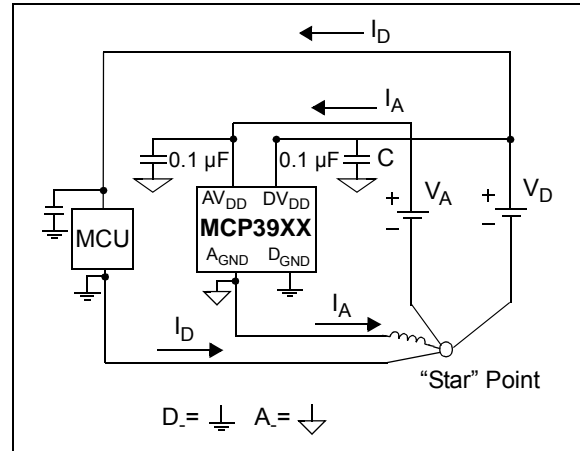 I_D
I_A
0.1 µF 0.1 µF C
AV_DD DV_DD
V_A V_D
+ +
− −
MCP39XX
MCU
A_GND D_GND
I_A
I_D
“Star” Point
D_-= A_-=